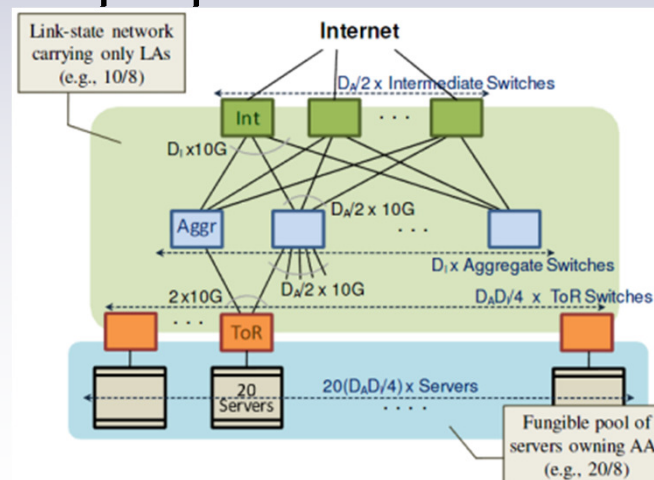 Link-state network
carrying only LAs
(e.g., 10/8)
Internet
DA/2 x Intermediate Switches
Int
. . .
DI x10G
Aggr
DA/2 x 10G
. . .
DI x Aggregate Switches
DA/2 x 10G
2x10G
DADI/4 x ToR Switches
. . .
ToR
20
Servers
20(DADI/4) x Servers
. . . .
Fungible pool of
servers owning AA
(e.g., 20/8)